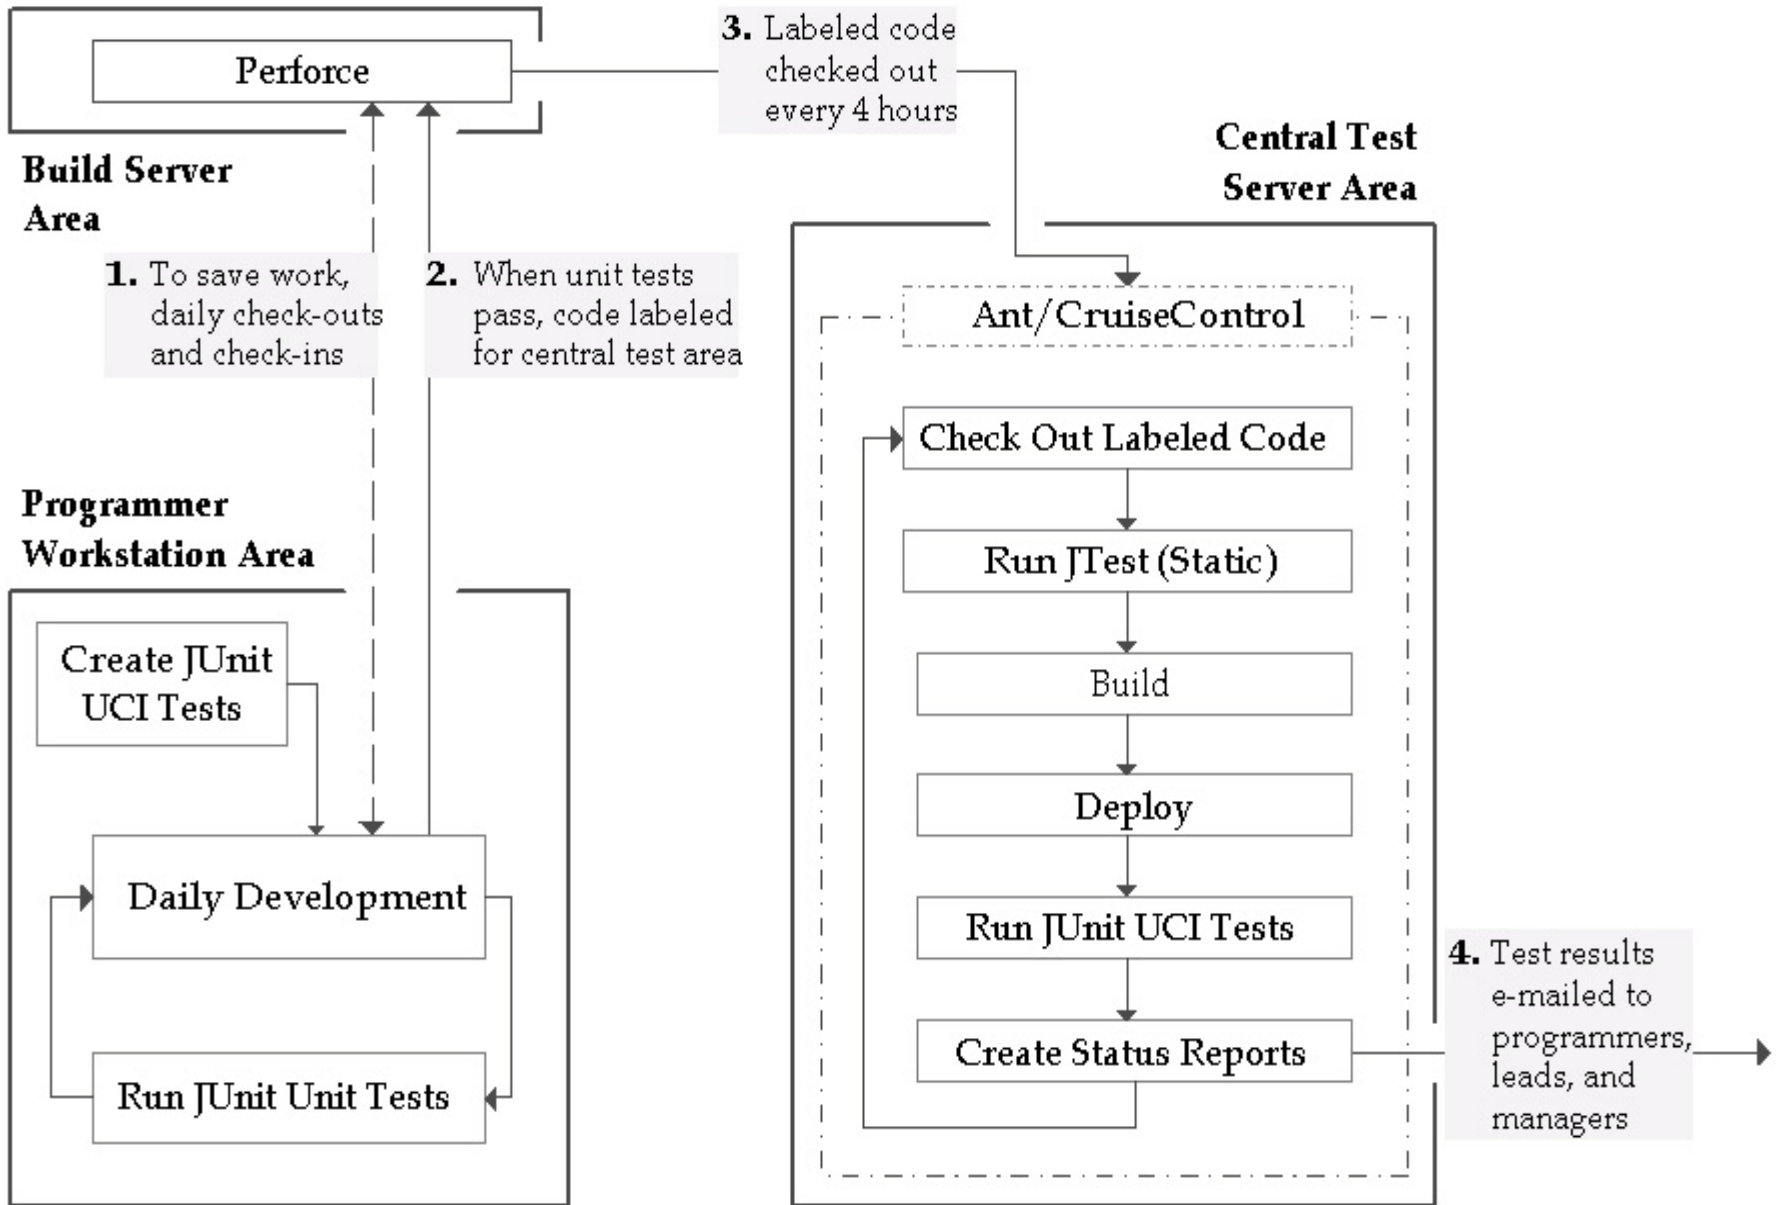 Perforce
Build Server
Area
1. To save work,
daily check-outs
and check-ins
2. When unit tests
pass, code labeled
for central test area
3. Labeled code
checked out
every 4 hours
Programmer
Workstation Area
Create JUnit
UCI Tests
Daily Development
Run JUnit Unit Tests
Central Test
Server Area
Ant/CruiseControl
Check Out Labeled Code
Run JTest (Static)
Build
Deploy
Run JUnit UCI Tests
Create Status Reports
4. Test results
e-mailed to
programmers,
leads, and
managers